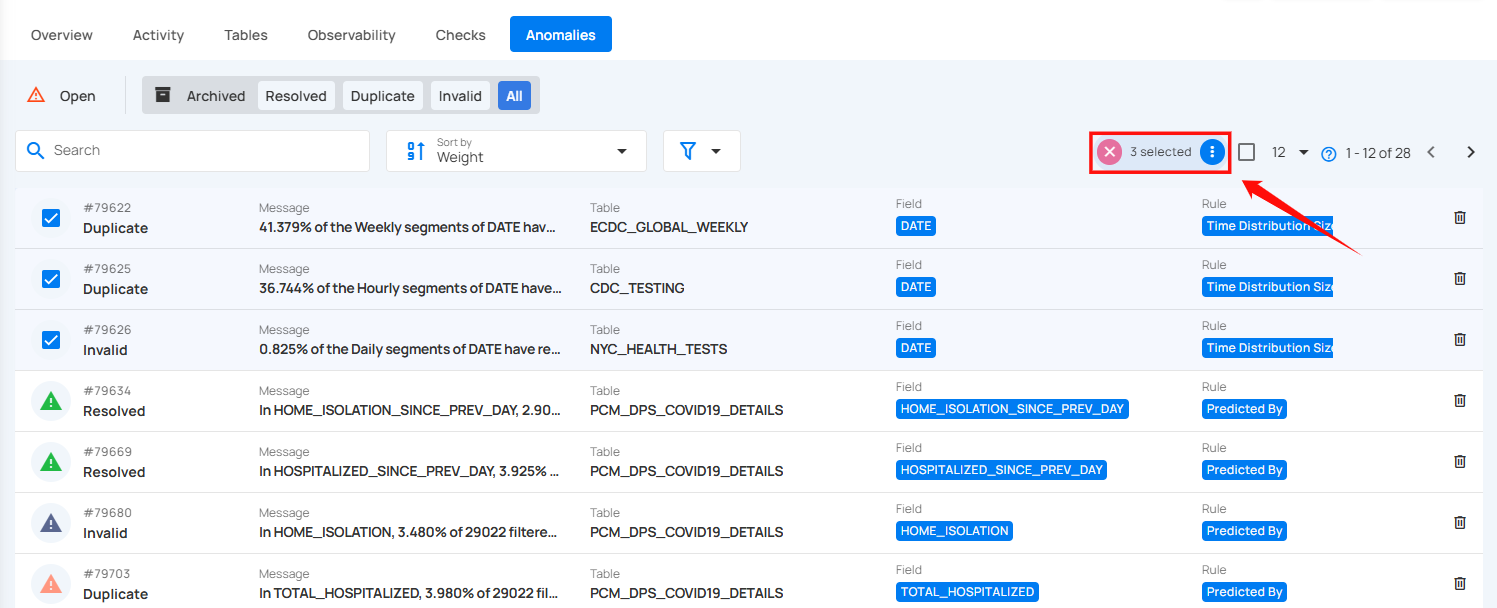 Overview Activity Tables Observability Checks Anomalies
Open Archived Resolved Duplicate Invalid All
Search
Sort by
Weight
3 selected 12 1 - 12 of 28
#79622 Message Table Field Rule
Duplicate 41.379% of the Weekly segments of DATE hav... ECDC_GLOBAL_WEEKLY DATE Time Distribution Size
#79625 Message Table Field Rule
Duplicate 36.744% of the Hourly segments of DATE have... CDC_TESTING DATE Time Distribution Size
#79626 Message Table Field Rule
Invalid 0.825% of the Daily segments of DATE have re... NYC_HEALTH_TESTS DATE Time Distribution Size
#79634 Message Table Field Rule
Resolved In HOME_ISOLATION_SINCE_PREV_DAY, 2.90... PCM_DPS_COVID19_DETAILS HOME_ISOLATION_SINCE_PREV_DAY Predicted By
#79669 Message Table Field Rule
Resolved In HOSPITALIZED_SINCE_PREV_DAY, 3.925% ... PCM_DPS_COVID19_DETAILS HOSPITALIZED_SINCE_PREV_DAY Predicted By
#79680 Message Table Field Rule
Invalid In HOME_ISOLATION, 3.480% of 29022 filtere... PCM_DPS_COVID19_DETAILS HOME_ISOLATION Predicted By
#79703 Message Table Field Rule
Duplicate In TOTAL_HOSPITALIZED, 3.980% of 29022 fil... PCM_DPS_COVID19_DETAILS TOTAL_HOSPITALIZED Predicted By